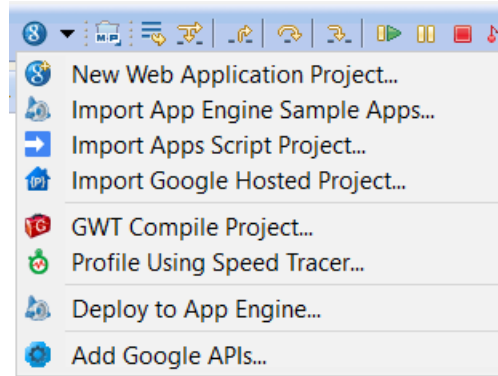 New Web Application Project...
Import App Engine Sample Apps...
Import Apps Script Project...
Import Google Hosted Project...
GWT Compile Project...
Profile Using Speed Tracer...
Deploy to App Engine...
Add Google APIs...